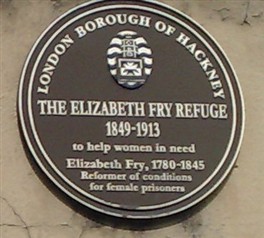 LONDON BOROUGH OF HACKNEY
THE ELIZABETH FRY REFUGE
1849-1913
to help women in need
Elizabeth Fry, 1780-1845
Reformer of conditions
for female prisoners